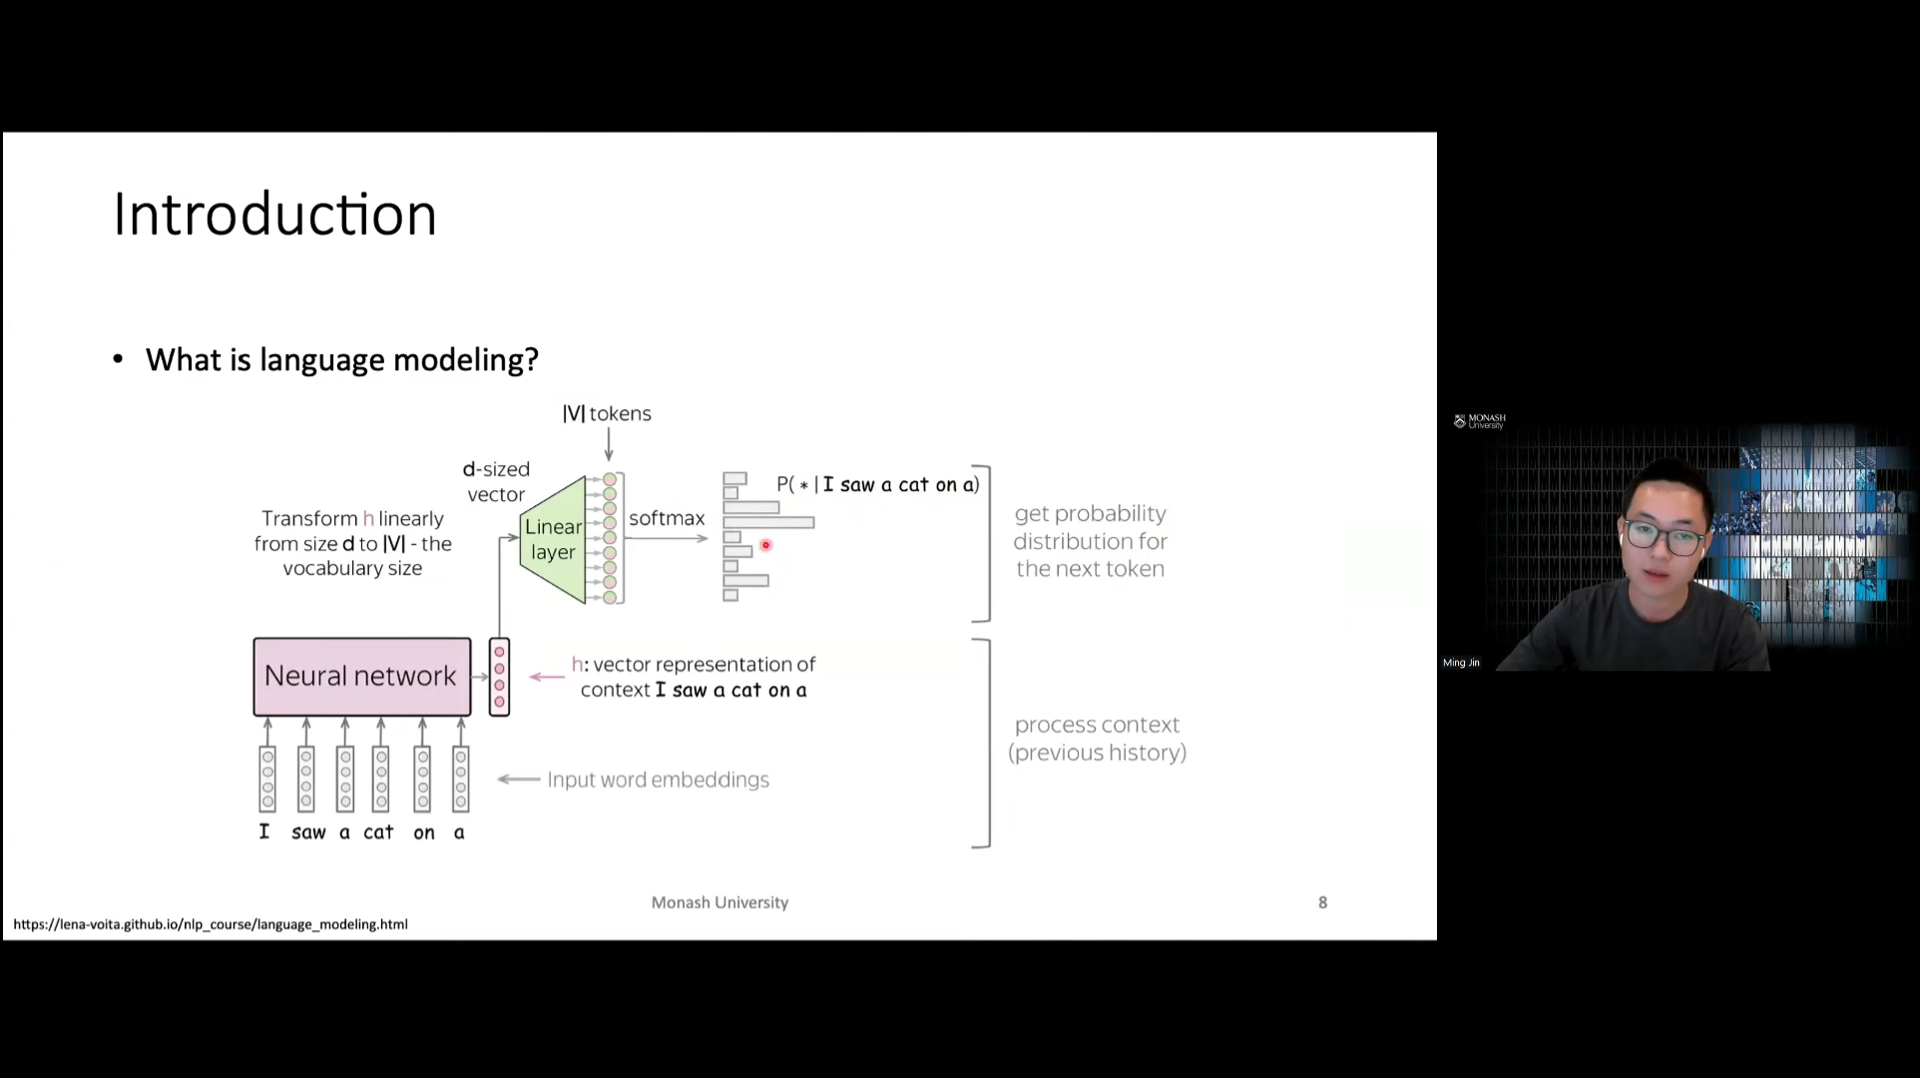 Introduction
• What is language modeling?
|V| tokens
d-sized
vector
Transform h linearly
from size d to |V| - the
vocabulary size
Linear
layer
softmax
P( * | I saw a cat on a)
get probability
distribution for
the next token
Neural network
h: vector representation of
context I saw a cat on a
process context
(previous history)
Input word embeddings
I saw a cat on a
Monash University
8
https://lena-voita.github.io/nlp_course/language_modeling.html
MONASH
University
Ming Jin